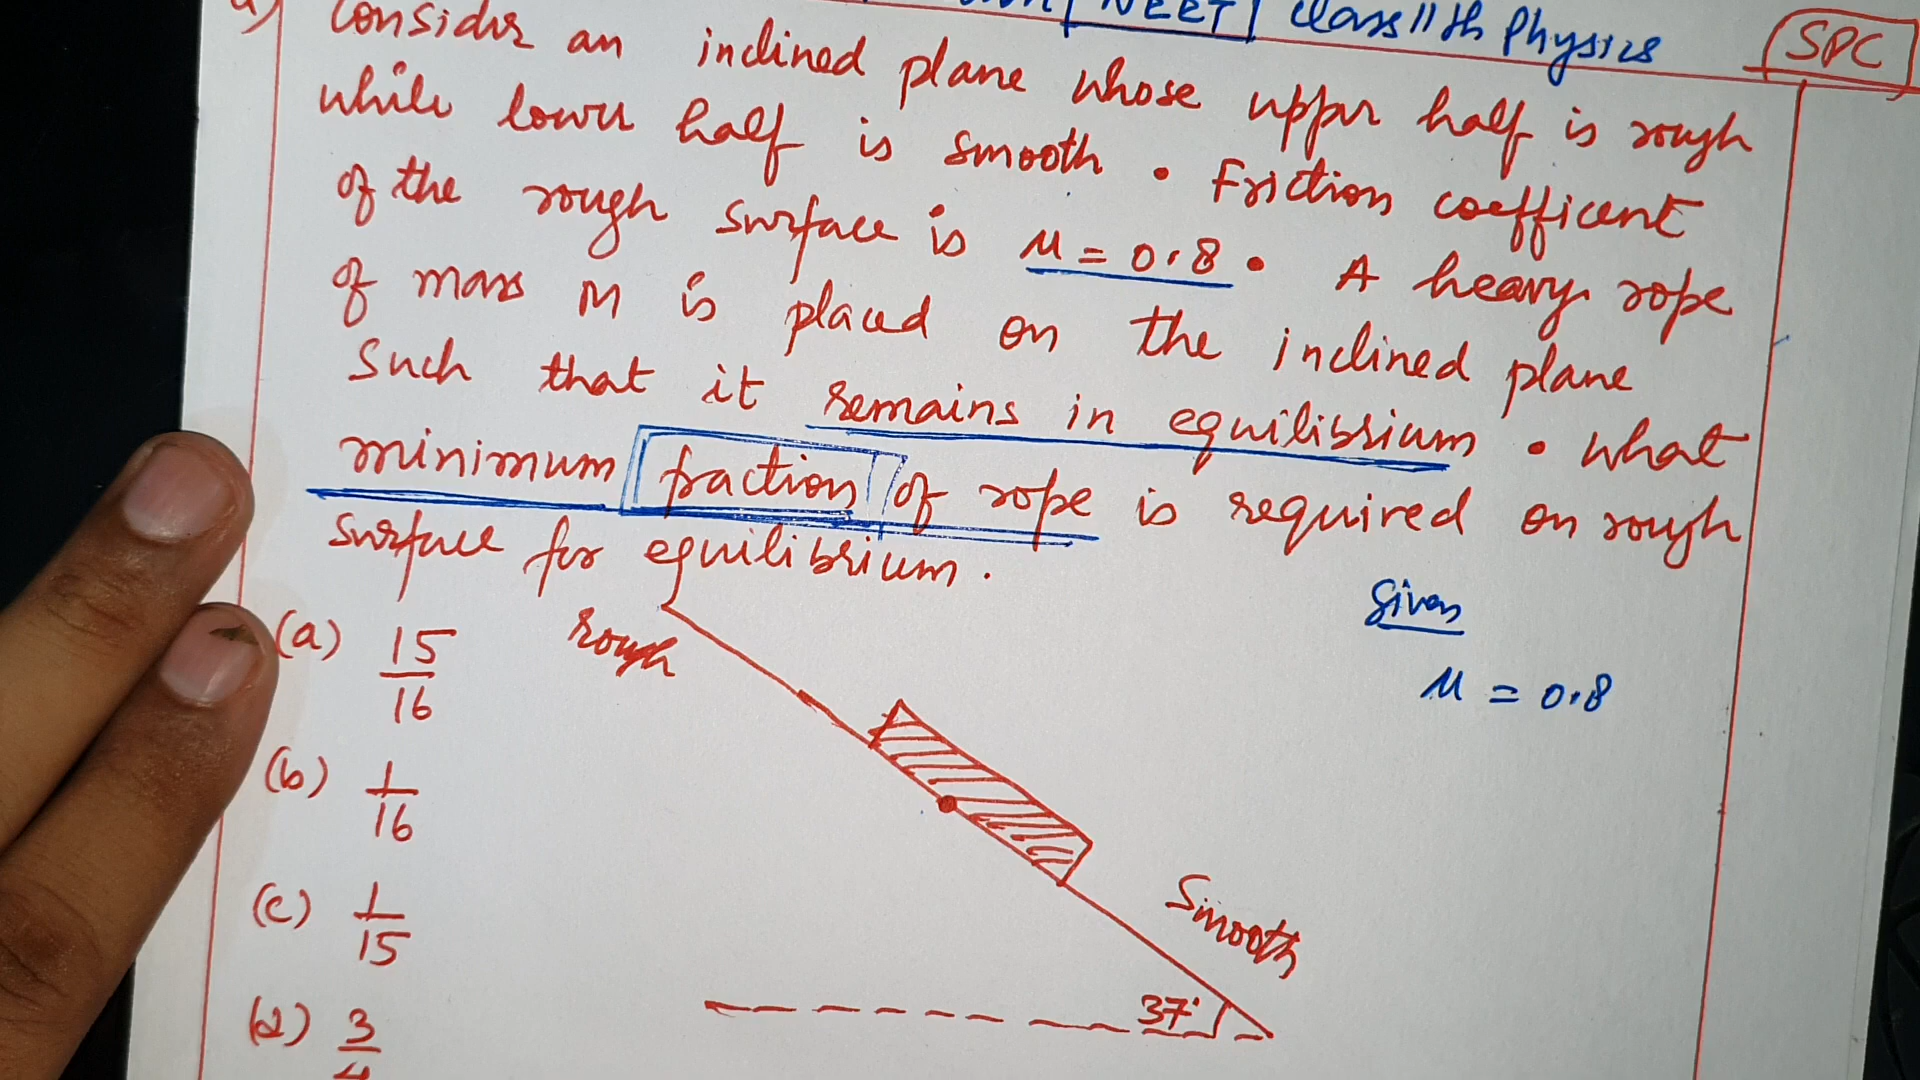 NEET | Class 11th Physics
SPC
Consider an inclined plane whose upper half is rough
while lower half is smooth. Friction coefficient
of the rough surface is μ = 0.8. A heavy rope
of mass M is placed on the inclined plane
Such that it remains in equilibrium. What
minimum fraction of rope is required on rough
surface for equilibrium.
Given
μ = 0.8
rough
(a) 15/16
(b) 1/16
(c) 1/15
Smooth
37°
(d) 3/4